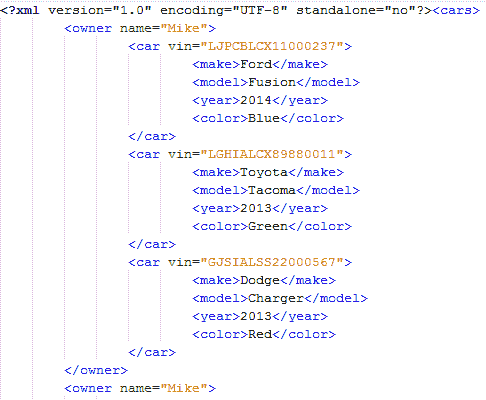 <?xml version="1.0" encoding="UTF-8" standalone="no"?><cars>
<owner name="Mike">
<car vin="LJPCBLCX11000237">
<make>Ford</make>
<model>Fusion</model>
<year>2014</year>
<color>Blue</color>
</car>
<car vin="LGHIALCX89880011">
<make>Toyota</make>
<model>Tacoma</model>
<year>2013</year>
<color>Green</color>
</car>
<car vin="GJSIALSS22000567">
<make>Dodge</make>
<model>Charger</model>
<year>2013</year>
<color>Red</color>
</car>
</owner>
<owner name="Mike">